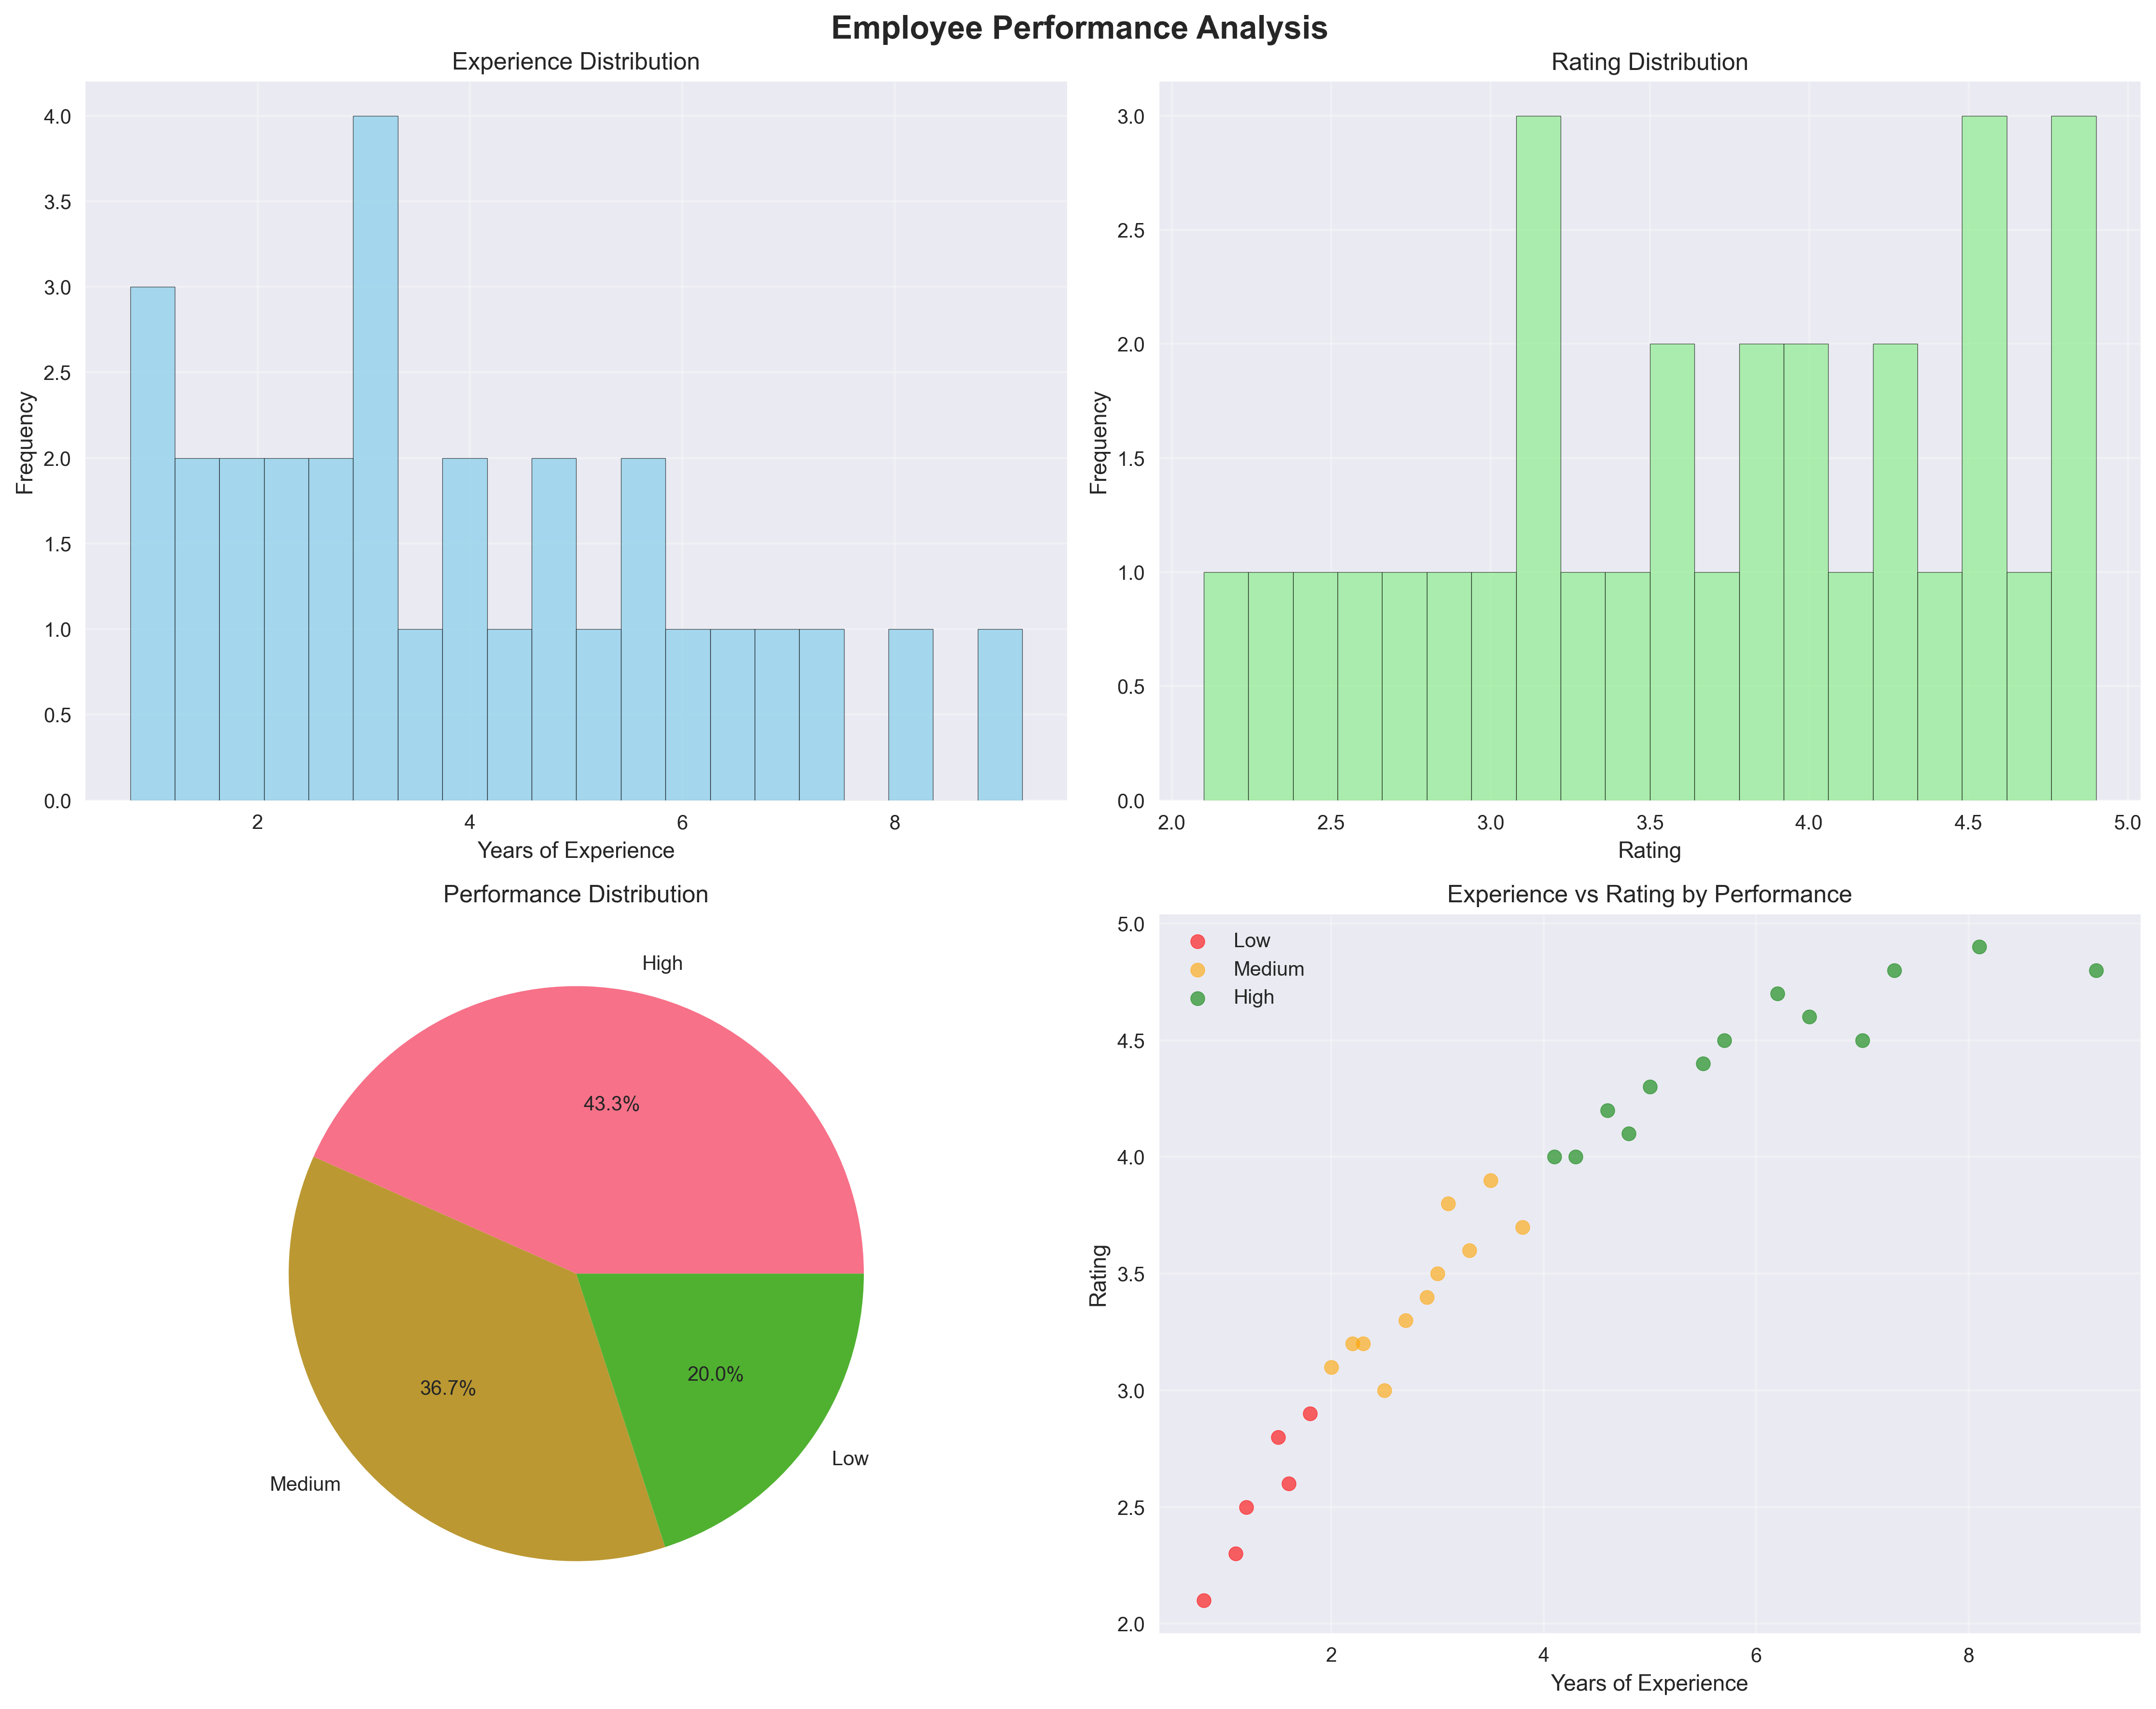 Employee Performance Analysis
Experience Distribution
4.0
3.5
3.0
2.5
2.0
1.5
1.0
0.5
0.0
Frequency
2 4 6 8
Years of Experience
Rating Distribution
3.0
2.5
2.0
1.5
1.0
0.5
0.0
Frequency
2.0 2.5 3.0 3.5 4.0 4.5 5.0
Rating
Performance Distribution
High
43.3%
36.7%
20.0%
Medium
Low
Experience vs Rating by Performance
Low
Medium
High
5.0
4.5
4.0
3.5
3.0
2.5
2.0
Rating
2 4 6 8
Years of Experience